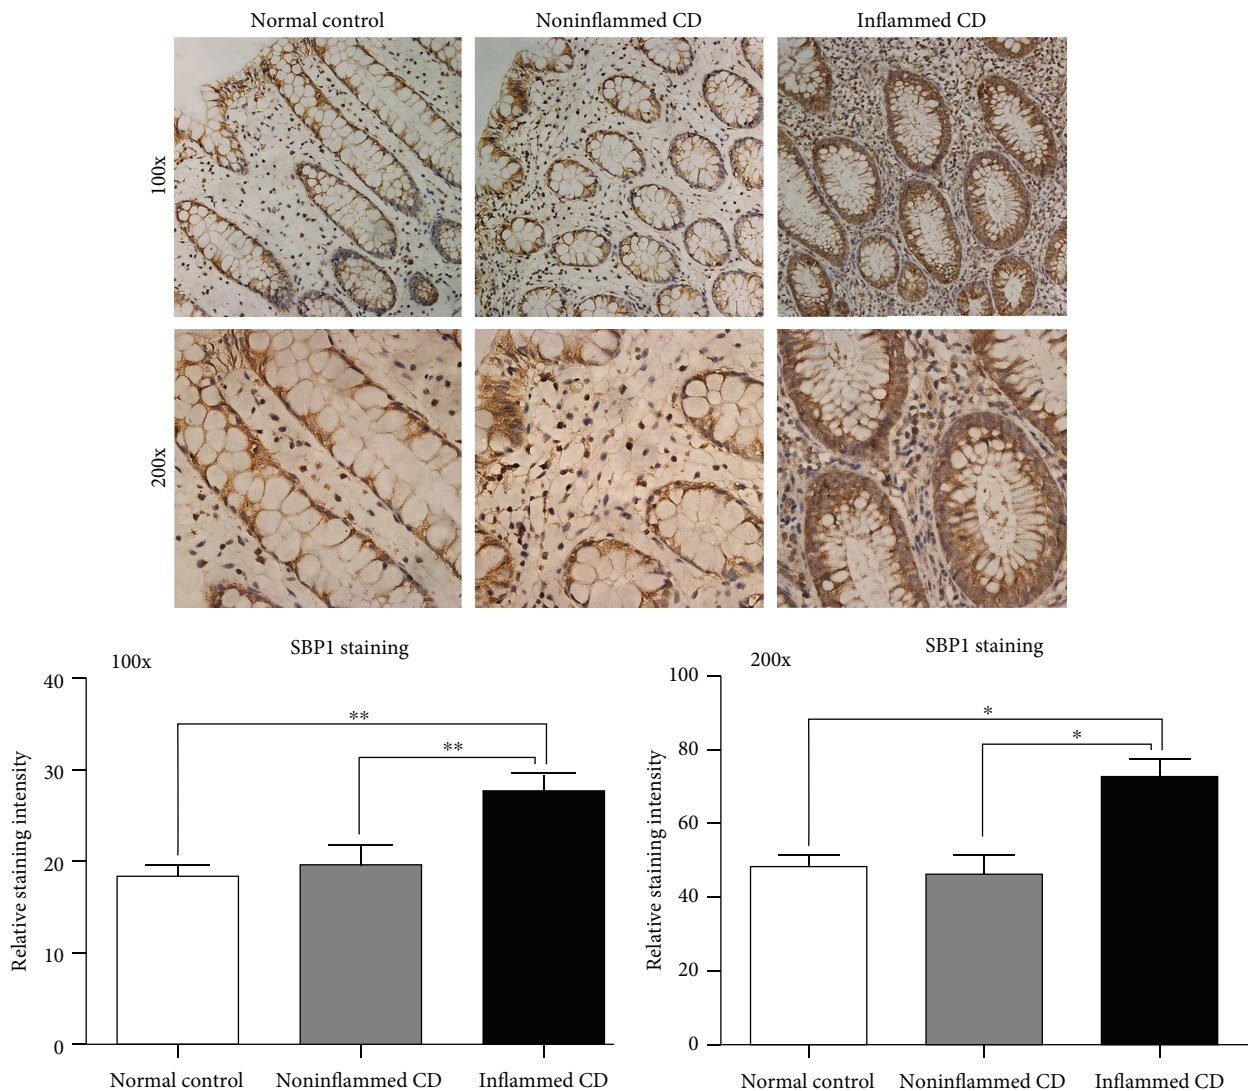 Normal control
Noninflammed CD
Inflammed CD
100x
200x
SBP1 staining
100x
40
30
20
10
0
Relative staining intensity
**
**
Normal control
Noninflammed CD
Inflammed CD
SBP1 staining
200x
100
80
60
40
20
0
Relative staining intensity
*
*
Normal control
Noninflammed CD
Inflammed CD